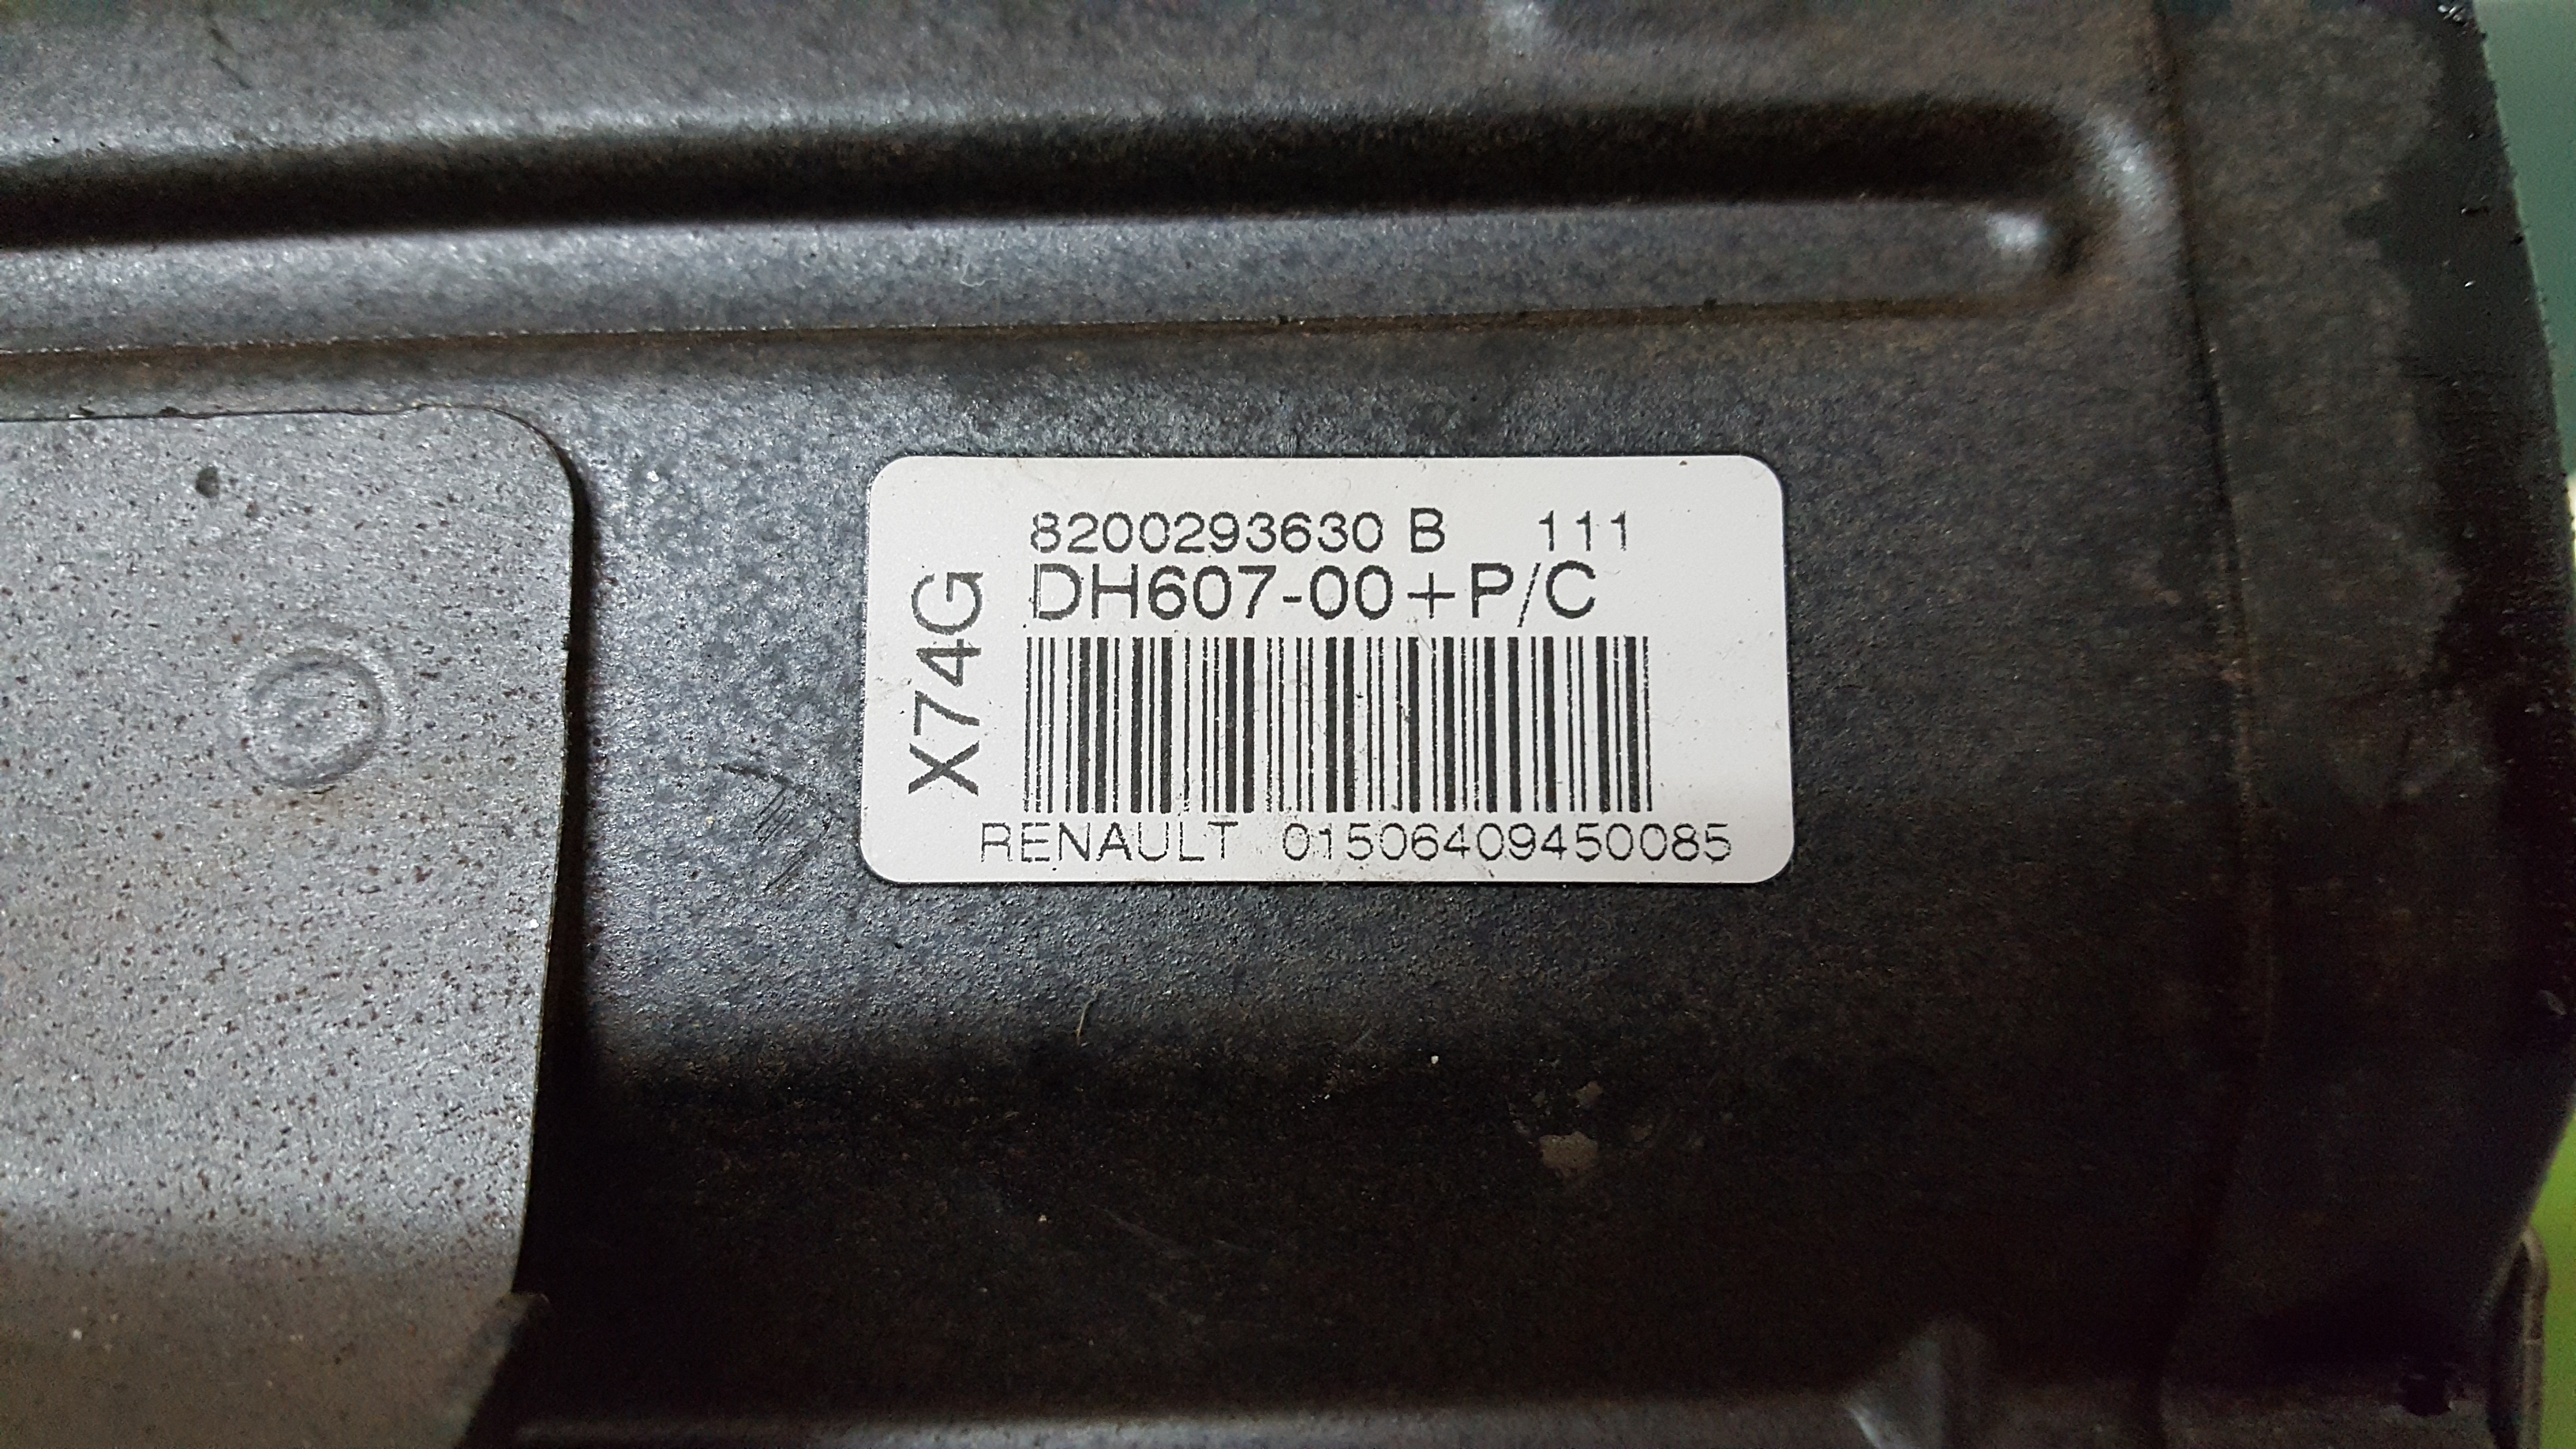 8200293630 B 111
DH607-00+P/C
X74G
RENAULT 01506409450085